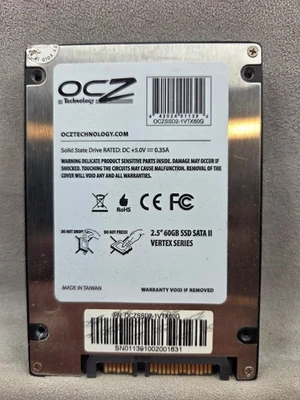 OCZ
Technology
OCZSSD2-1VTX60G
OCZTECHNOLOGY.COM
Solid State Drive RATED: DC +5.0V ⎓ 0.35A
WARNING DELICATE PRODUCT SENSITIVE PARTS INSIDE. DAMAGE MAY OCCUR IF
SHOCKED. TOUCHING THE CIRCUITS MAY CAUSE MALFUNCTION. REMOVAL OF THE
COVER WILL VOID ANY AND ALL WARRANTIES.
CE
RoHS
DO NOT DROP!
DO NOT PRESS!
2.5" 60GB SSD SATA II
VERTEX SERIES
MADE IN TAIWAN
WARRANTY VOID IF REMOVED
P/N: OCZSSD2-1VTX60G
SN011391002001631